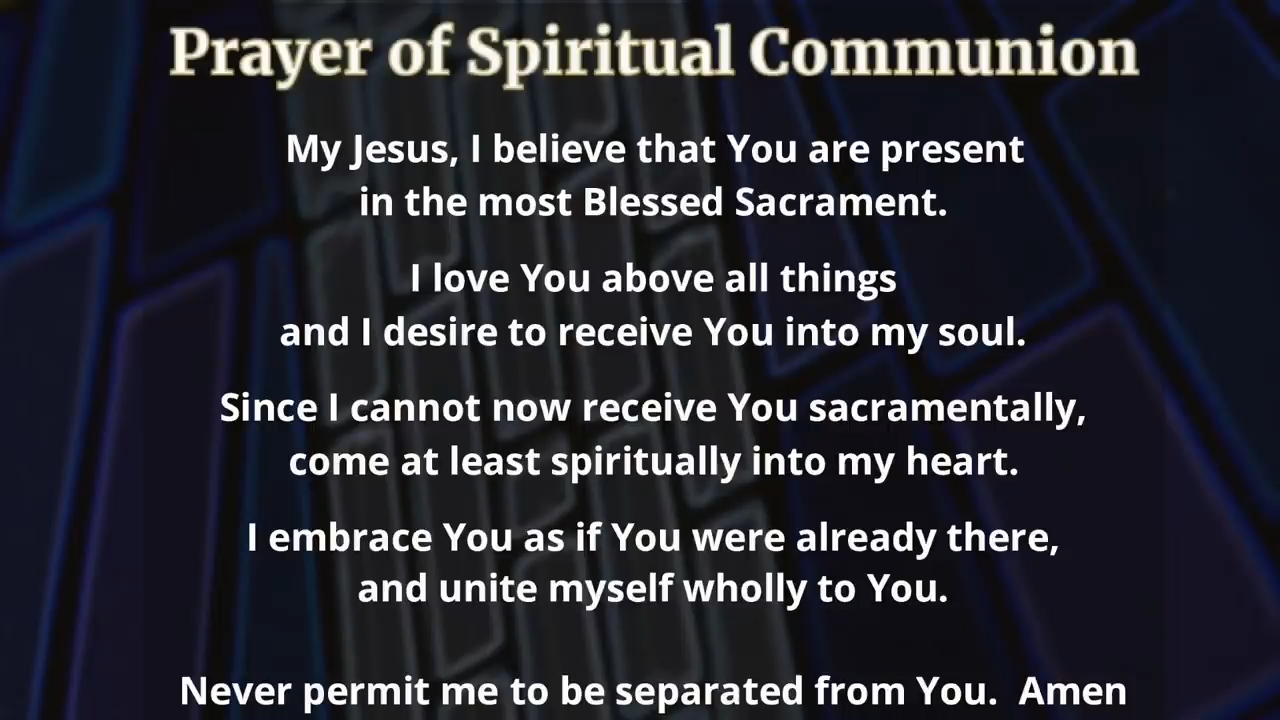 Prayer of Spiritual Communion
My Jesus, I believe that You are present
in the most Blessed Sacrament.
I love You above all things
and I desire to receive You into my soul.
Since I cannot now receive You sacramentally,
come at least spiritually into my heart.
I embrace You as if You were already there,
and unite myself wholly to You.
Never permit me to be separated from You.  Amen